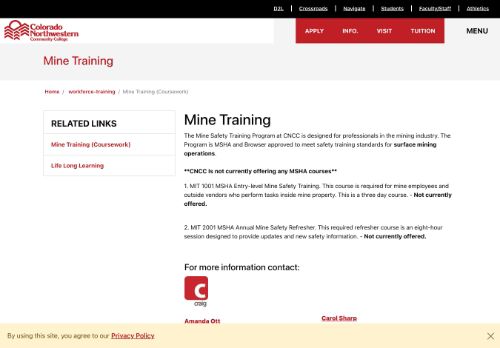 D2L | Crossroads | Navigate | Students | Faculty/Staff | Athletics
Colorado
Northwestern
Community College
APPLY INFO. VISIT TUITION MENU
Mine Training
Home / workforce-training / Mine Training (Coursework)
RELATED LINKS
Mine Training (Coursework)
Life Long Learning
Mine Training
The Mine Safety Training Program at CNCC is designed for professionals in the mining industry. The
Program is MSHA and Browser approved to meet safety training standards for surface mining
operations.
**CNCC Is not currently offering any MSHA courses**
1. MIT 1001 MSHA Entry-level Mine Safety Training. This course is required for mine employees and
outside vendors who perform tasks inside mine property. This is a three day course. - Not currently
offered.
2. MIT 2001 MSHA Annual Mine Safety Refresher. This required refresher course is an eight-hour
session designed to provide updates and new safety information. - Not currently offered.
For more information contact:
craig
Amanda Ott
Carol Sharp
By using this site, you agree to our Privacy Policy